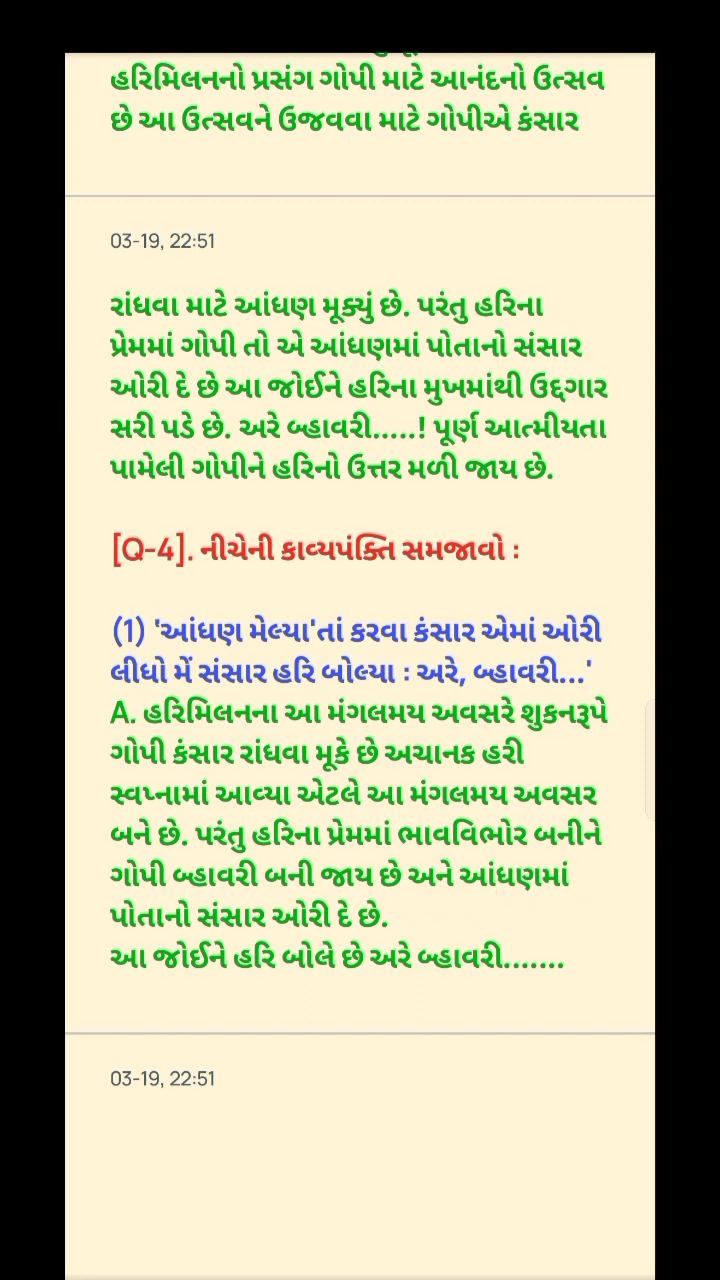 હરિમિલનનો પ્રસંગ ગોપી માટે આનંદનો ઉત્સવ
છે આ ઉત્સવને ઉજવવા માટે ગોપીએ કંસાર
03-19, 22:51
રાંધવા માટે આંધણ મૂક્યું છે. પરંતુ હરિના
પ્રેમમાં ગોપી તો એ આંધણમાં પોતાનો સંસાર
ઓરી દે છે આ જોઈને હરિના મુખમાંથી ઉદ્દગાર
સરી પડે છે. અરે બ્હાવરી.....! પૂર્ણ આત્મીયતા
પામેલી ગોપીને હરિનો ઉત્તર મળી જાય છે.
[Q-4]. નીચેની કાવ્યપંક્તિ સમજાવો :
(1) 'આંધણ મેલ્યા'તાં કરવા કંસાર એમાં ઓરી
લીધો મેં સંસાર હરિ બોલ્યા : અરે, બ્હાવરી...'
A. હરિમિલનના આ મંગલમય અવસરે શુકનરૂપે
ગોપી કંસાર રાંધવા મૂકે છે અચાનક હરી
સ્વપ્નામાં આવ્યા એટલે આ મંગલમય અવસર
બને છે. પરંતુ હરિના પ્રેમમાં ભાવવિભોર બનીને
ગોપી બ્હાવરી બની જાય છે અને આંધણમાં
પોતાનો સંસાર ઓરી દે છે.
આ જોઈને હરિ બોલે છે અરે બ્હાવરી.......
03-19, 22:51